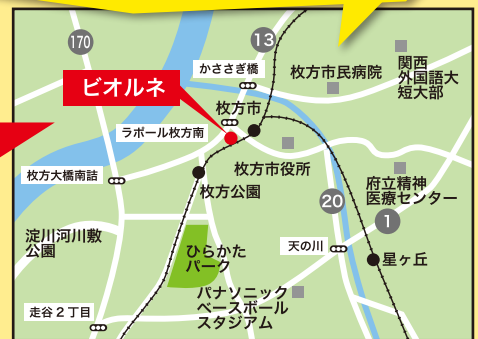 170
13
かささぎ橋
枚方市民病院
関西
外国語大
短大部
ビオルネ
枚方市
ラポール枚方南
枚方市役所
枚方大橋南詰
枚方公園
府立精神
医療センター
20
1
淀川河川敷
公園
天の川
星ヶ丘
ひらかた
パーク
パナソニック
ベースボール
スタジアム
走谷2丁目